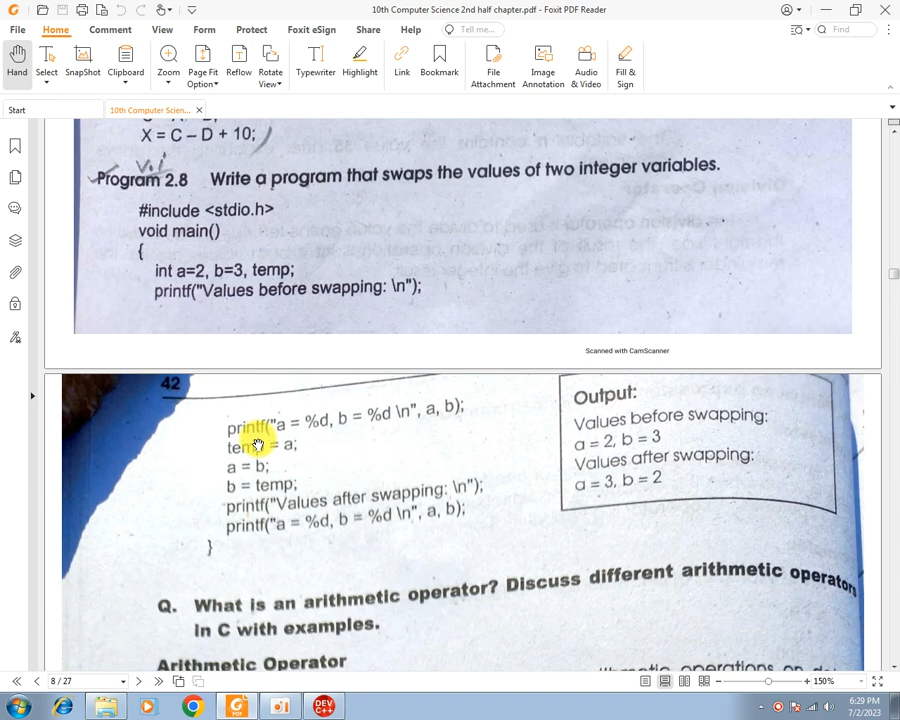 10th Computer Science 2nd half chapter.pdf - Foxit PDF Reader
File Home Comment View Form Protect Foxit eSign Share Help Tell me... Find
Hand Select SnapShot Clipboard Zoom Page Fit Option Reflow Rotate View Typewriter Highlight Link Bookmark File Attachment Image Annotation Audio & Video Fill & Sign
Start 10th Computer Scien...
X = C – D + 10;
V.i
Program 2.8 Write a program that swaps the values of two integer variables.
#include <stdio.h>
void main()
{
int a=2, b=3, temp;
printf("Values before swapping: \n");
Scanned with CamScanner
42
printf("a = %d, b = %d \n", a, b);
temp = a;
a = b;
b = temp;
printf("Values after swapping: \n");
printf("a = %d, b = %d \n", a, b);
}
Output:
Values before swapping:
a = 2, b = 3
Values after swapping:
a = 3, b = 2
Q. What is an arithmetic operator? Discuss different arithmetic operators
in C with examples.
Arithmetic Operator
8 / 27 150%
PDF DEV C++ 6:29 PM
7/2/2023